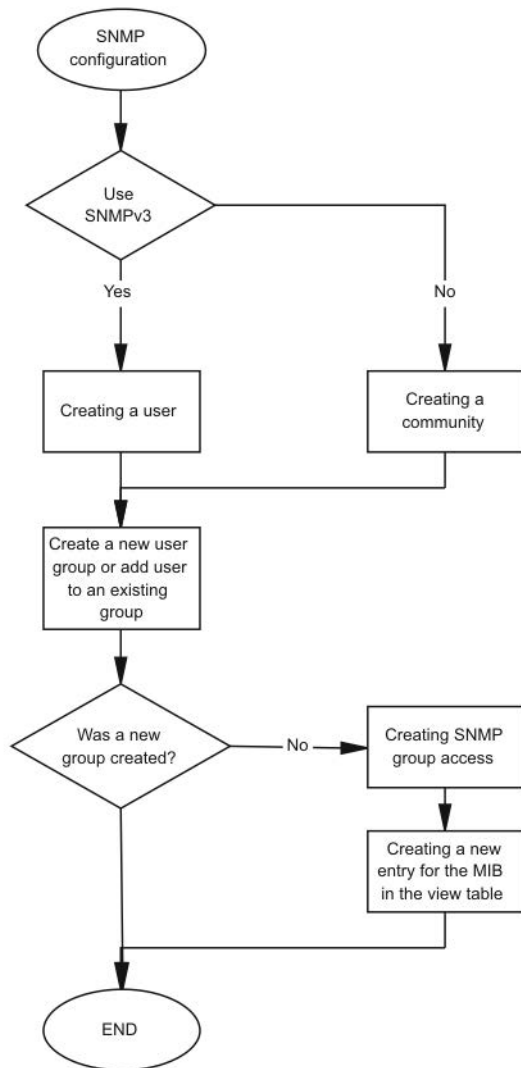 SNMP
configuration
Use
SNMPv3
Yes
No
Creating a user
Creating a
community
Create a new user
group or add user
to an existing
group
Was a new
group created?
No
Creating SNMP
group access
Creating a new
entry for the MIB
in the view table
END